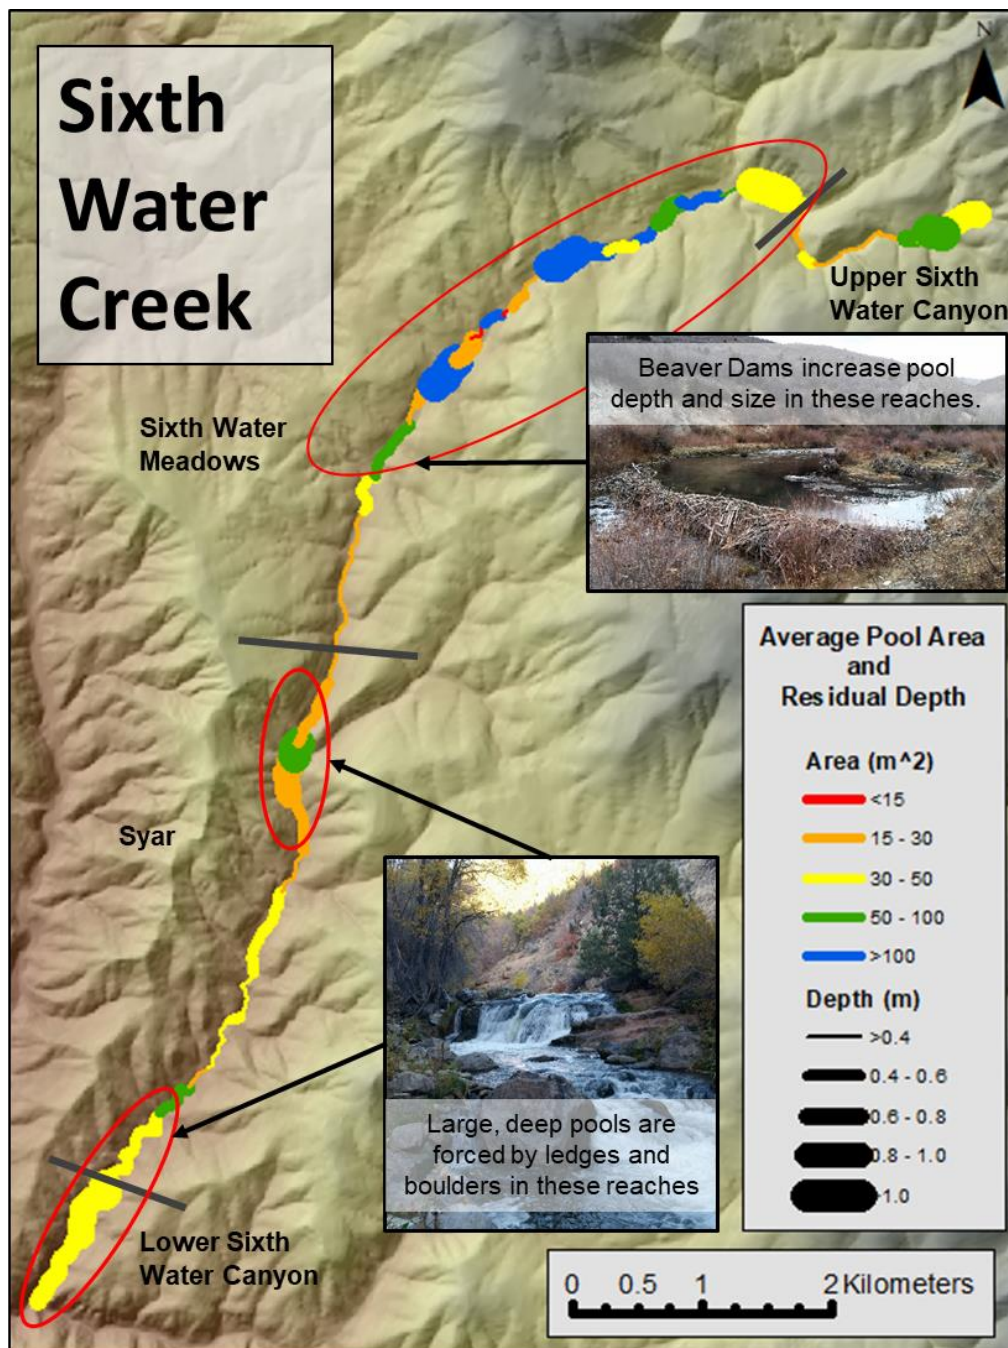 Sixth
Water
Creek
N
Upper Sixth
Water Canyon
Beaver Dams increase pool
depth and size in these reaches.
Sixth Water
Meadows
Average Pool Area
and
Residual Depth
Area (m^2)
<15
15 - 30
30 - 50
50 - 100
>100
Depth (m)
>0.4
0.4 - 0.6
0.6 - 0.8
0.8 - 1.0
1.0
Syar
Large, deep pools are
forced by ledges and
boulders in these reaches
Lower Sixth
Water Canyon
0 0.5 1 2 Kilometers